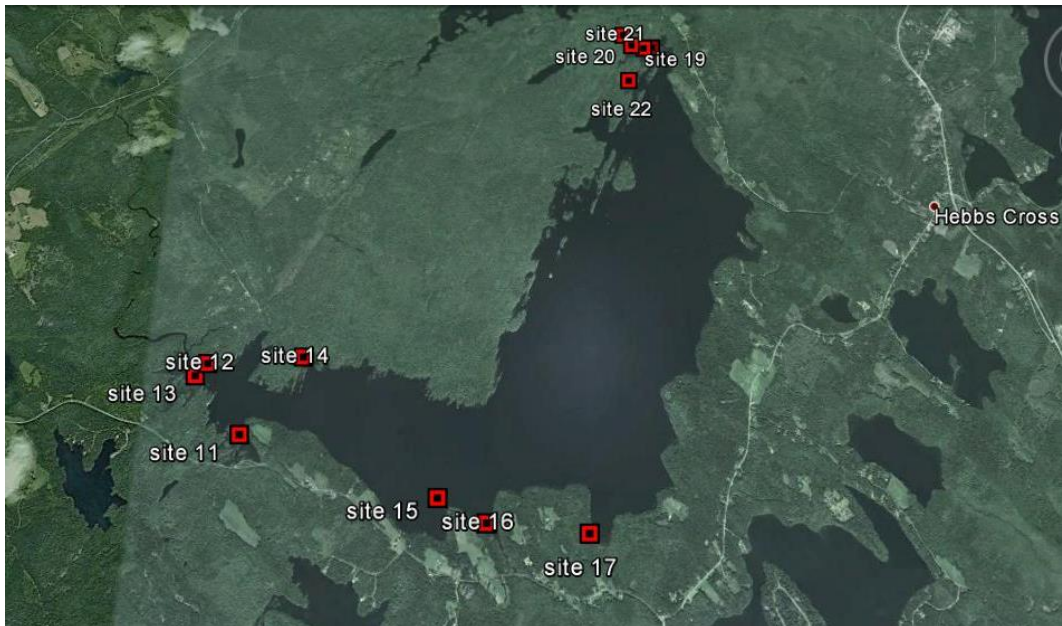 site 21
site 20
site 19
site 22
Hebbs Cross
site 12
site 14
site 13
site 11
site 15
site 16
site 17